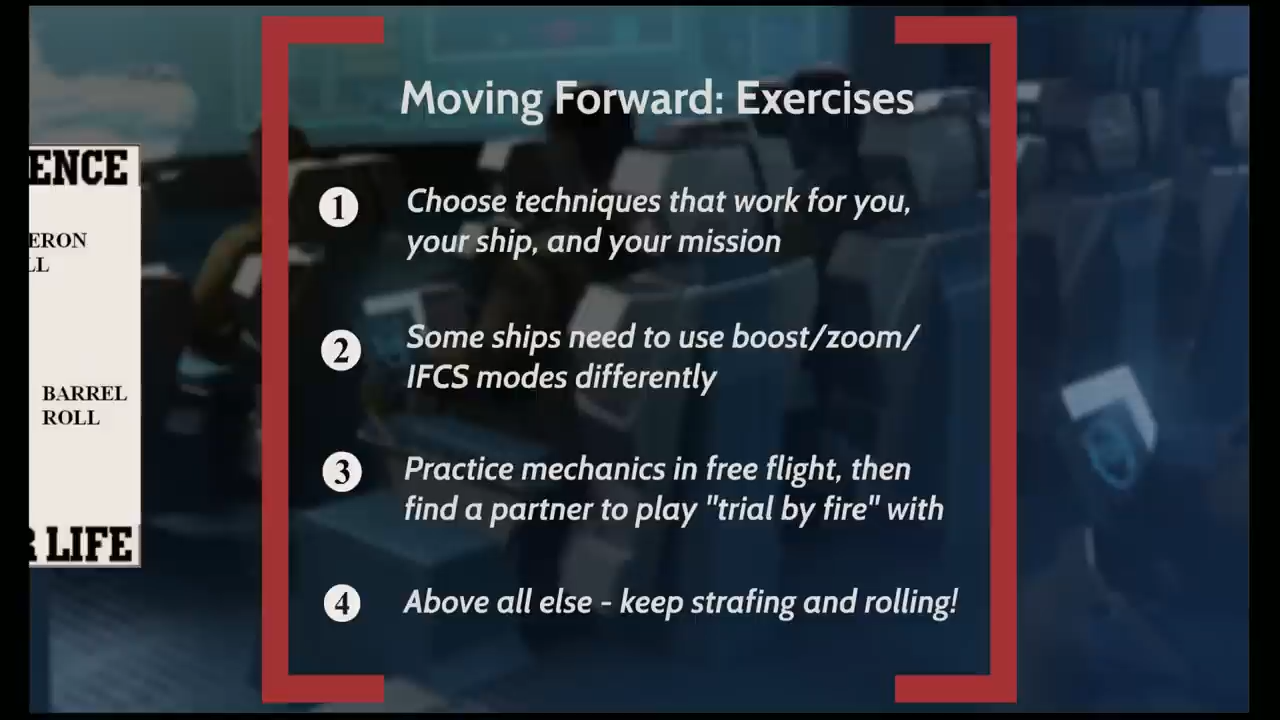 Moving Forward: Exercises
1 Choose techniques that work for you,
your ship, and your mission
2 Some ships need to use boost/zoom/
IFCS modes differently
3 Practice mechanics in free flight, then
find a partner to play "trial by fire" with
4 Above all else - keep strafing and rolling!
ENCE
ERON
LL
BARREL
ROLL
R LIFE